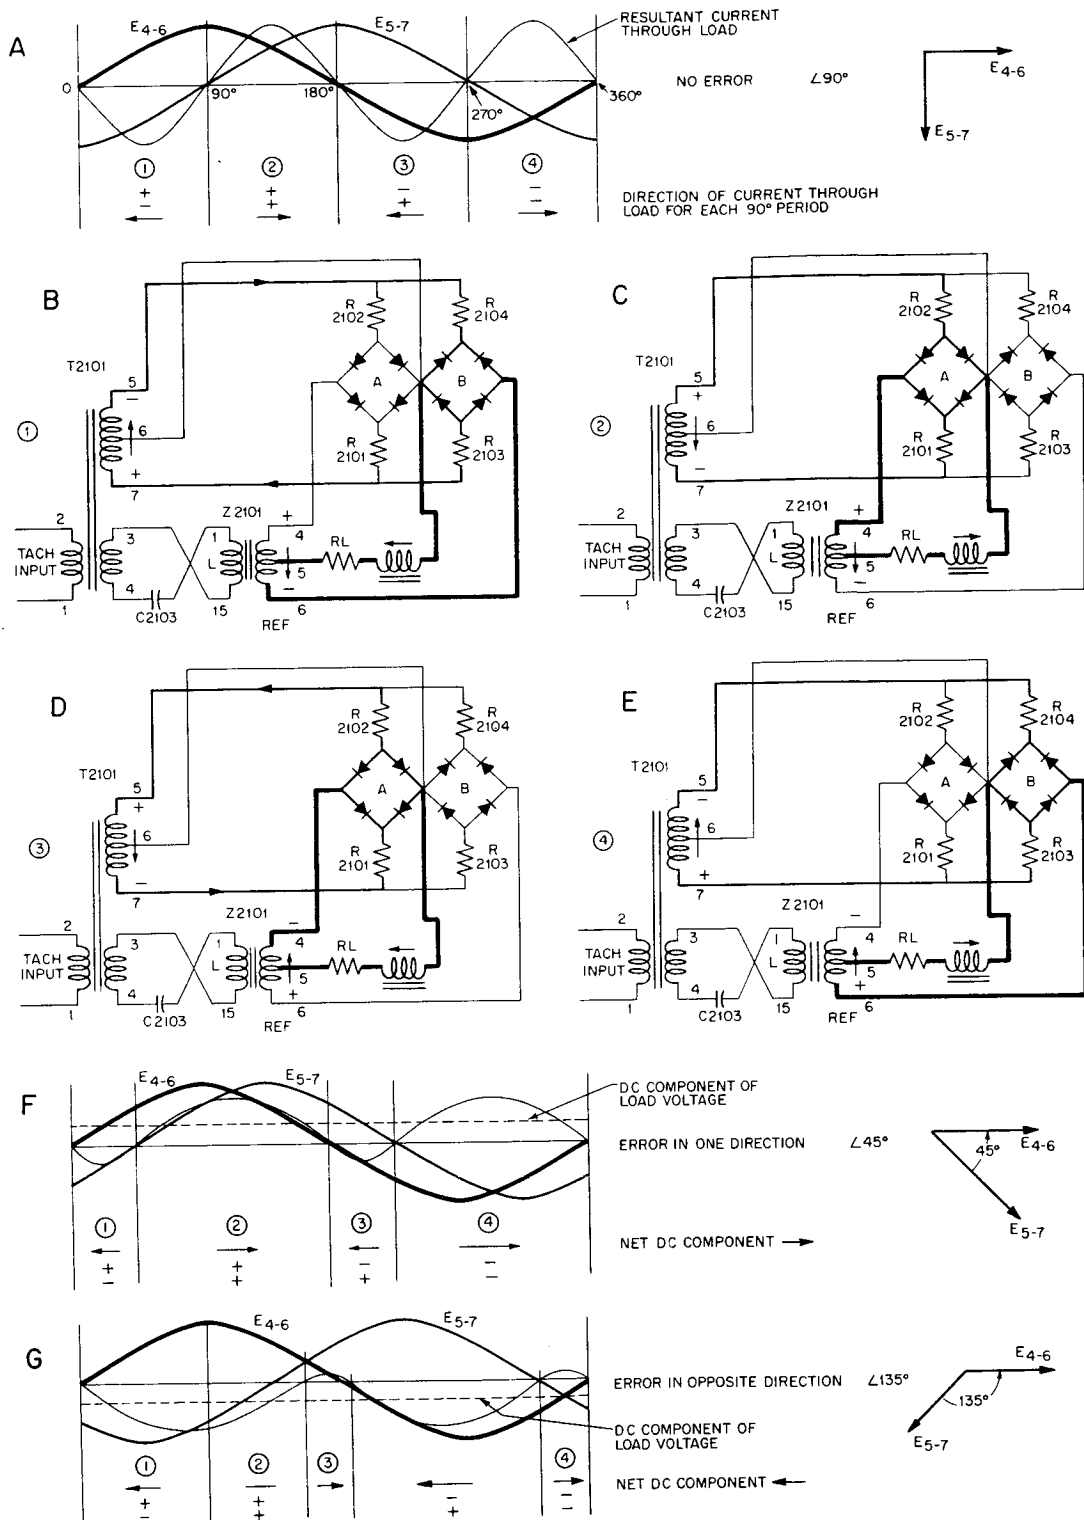 A
E4-6
E5-7
RESULTANT CURRENT
THROUGH LOAD
0
90°
180°
270°
360°
NO ERROR ∠90°
E4-6
E5-7
① ② ③ ④
+ + − −
− + + −
← → ← →
DIRECTION OF CURRENT THROUGH
LOAD FOR EACH 90° PERIOD
B
①
T2101
5
−
6
+
7
R
2102
R
2104
A
B
R
2101
R
2103
2
TACH
INPUT
1
3
4
C2103
1
L
15
Z2101
+
4
5
−
6
RL
←
REF
C
②
T2101
5
+
6
−
7
R
2102
R
2104
A
B
R
2101
R
2103
2
TACH
INPUT
1
3
4
C2103
1
L
15
Z2101
+
4
5
−
6
RL
→
REF
D
③
T2101
5
+
6
−
7
R
2102
R
2104
A
B
R
2101
R
2103
2
TACH
INPUT
1
3
4
C2103
1
L
15
Z2101
−
4
5
+
6
RL
←
REF
E
④
T2101
5
−
6
+
7
R
2102
R
2104
A
B
R
2101
R
2103
2
TACH
INPUT
1
3
4
C2103
1
L
15
Z2101
−
4
5
+
6
RL
→
REF
F
E4-6
E5-7
DC COMPONENT OF
LOAD VOLTAGE
ERROR IN ONE DIRECTION ∠45°
45°
E4-6
E5-7
① ② ③ ④
← → ← →
+ + − −
− + + −
NET DC COMPONENT →
G
E4-6
E5-7
ERROR IN OPPOSITE DIRECTION ∠135°
E4-6
135°
E5-7
DC COMPONENT OF
LOAD VOLTAGE
① ② ③ ④
← — → ← →
+ + − −
− + + −
NET DC COMPONENT ←